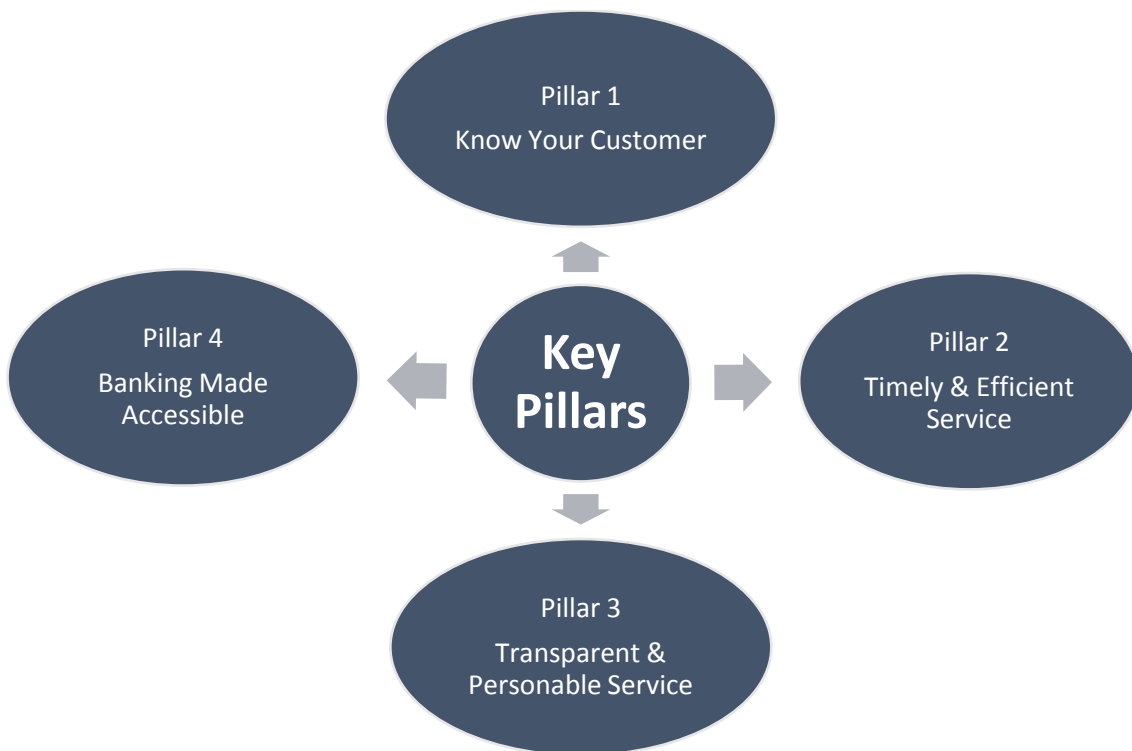 Pillar 1
Know Your Customer
Pillar 4
Banking Made
Accessible
Key
Pillars
Pillar 2
Timely & Efficient
Service
Pillar 3
Transparent &
Personable Service